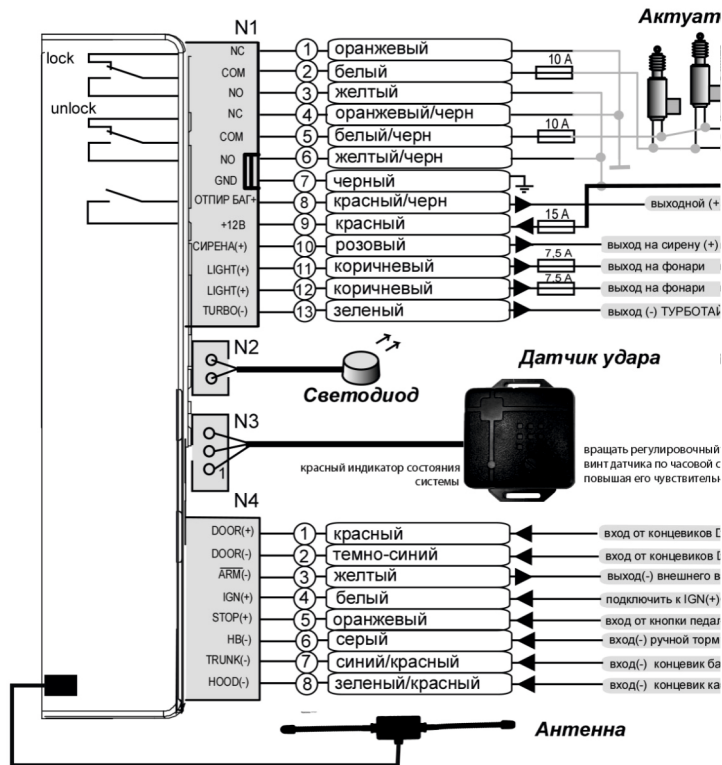 Актуат
N1
lock
unlock
NC 1 оранжевый
COM 2 белый 10 A
NO 3 желтый
NC 4 оранжевый/черн
COM 5 белый/черн 10 A
NO 6 желтый/черн
GND 7 черный
ОТПИР БАГ+ 8 красный/черн выходной (+
+12В 9 красный 15 A
СИРЕНА(+) 10 розовый выход на сирену (+)
LIGHT(+) 11 коричневый 7,5 A выход на фонари
LIGHT(+) 12 коричневый 7,5 A выход на фонари
TURBO(-) 13 зеленый выход (-) ТУРБОТАЙ
N2
Светодиод
Датчик удара
N3
1
красный индикатор состояния
системы
вращать регулировочный
винт датчика по часовой с
повышая его чувствительн
N4
DOOR(+) 1 красный вход от концевиков D
DOOR(-) 2 темно-синий вход от концевиков D
ARM(-) 3 желтый выход(-) внешнего в
IGN(+) 4 белый подключить к IGN(+)
STOP(+) 5 оранжевый вход от кнопки педал
HB(-) 6 серый вход(-) ручной торм
TRUNK(-) 7 синий/красный вход(-) концевик ба
HOOD(-) 8 зеленый/красный вход(-) концевик ка
Антенна